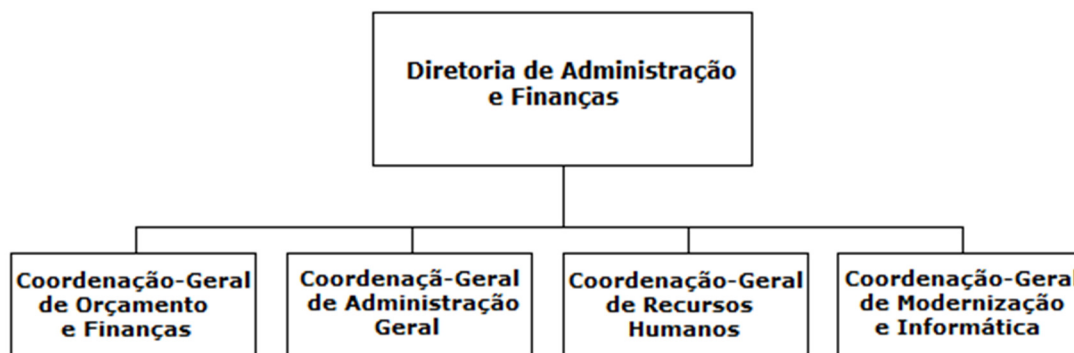 Diretoria de Administração
e Finanças
Coordenação-Geral
de Orçamento
e Finanças
Coordenaçã-Geral
de Administração
Geral
Coordenação-Geral
de Recursos
Humanos
Coordenação-Geral
de Modernização
e Informática